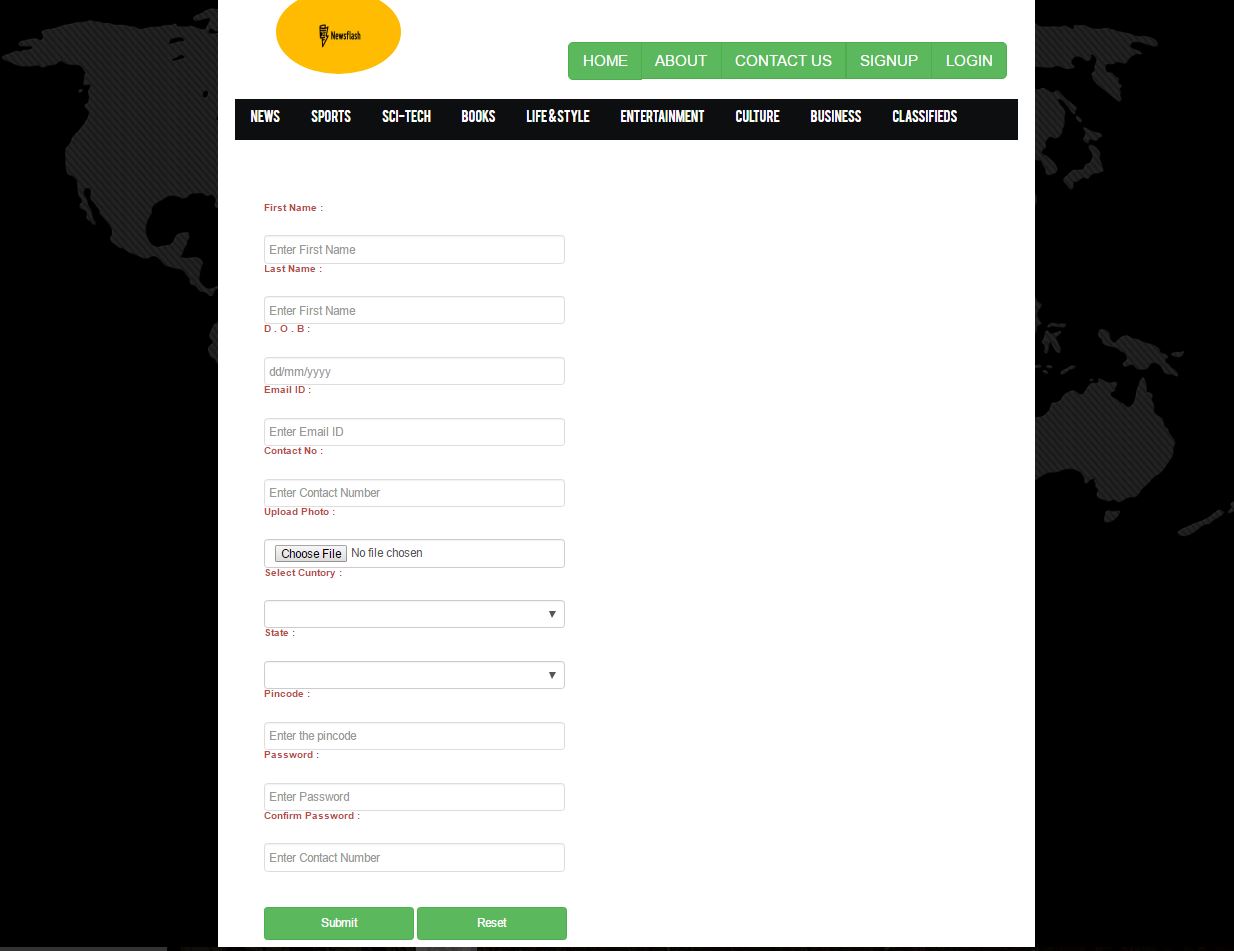 Newsflash
HOME ABOUT CONTACT US SIGNUP LOGIN
NEWS SPORTS SCI-TECH BOOKS LIFE&STYLE ENTERTAINMENT CULTURE BUSINESS CLASSIFIEDS
First Name :
Enter First Name
Last Name :
Enter First Name
D . O . B :
dd/mm/yyyy
Email ID :
Enter Email ID
Contact No :
Enter Contact Number
Upload Photo :
Choose File No file chosen
Select Cuntory :
State :
Pincode :
Enter the pincode
Password :
Enter Password
Confirm Password :
Enter Contact Number
Submit Reset